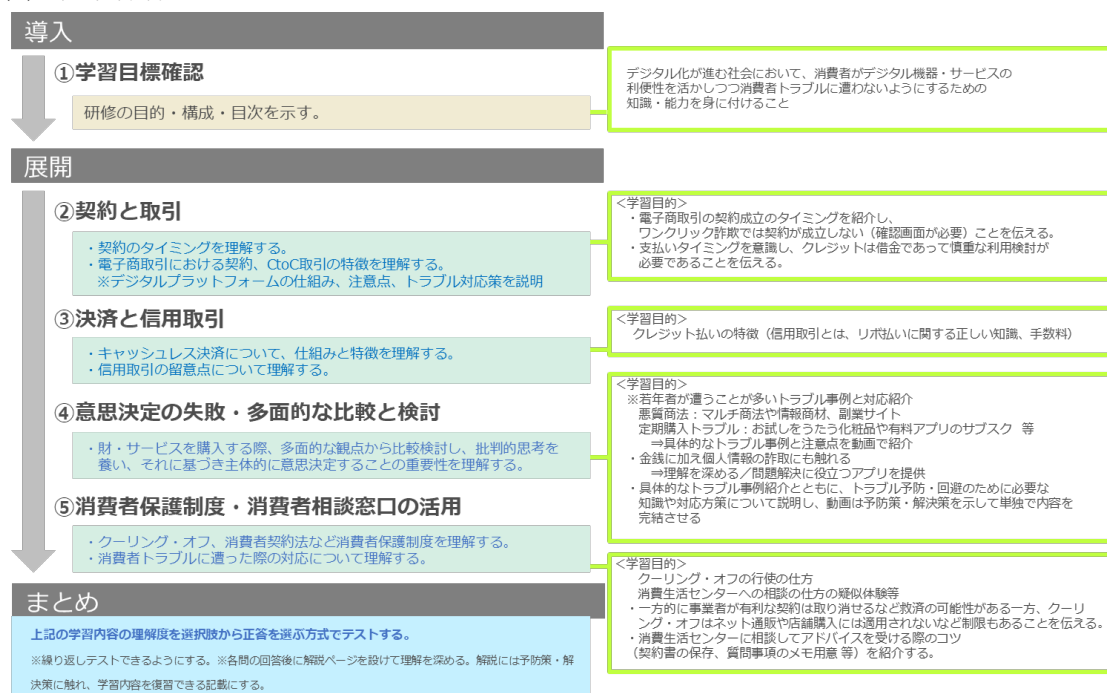 導入
①学習目標確認
研修の目的・構成・目次を示す。
デジタル化が進む社会において、消費者がデジタル機器・サービスの
利便性を活かしつつ消費者トラブルに遭わないようにするための
知識・能力を身に付けること
展開
②契約と取引
・契約のタイミングを理解する。
・電子商取引における契約、CtoC取引の特徴を理解する。
※デジタルプラットフォームの仕組み、注意点、トラブル対応策を説明
<学習目的>
・電子商取引の契約成立のタイミングを紹介し、
ワンクリック詐欺では契約が成立しない（確認画面が必要）ことを伝える。
・支払いタイミングを意識し、クレジットは借金であって慎重な利用検討が
必要であることを伝える。
③決済と信用取引
・キャッシュレス決済について、仕組みと特徴を理解する。
・信用取引の留意点について理解する。
<学習目的>
クレジット払いの特徴（信用取引とは、リボ払いに関する正しい知識、手数料）
④意思決定の失敗・多面的な比較と検討
・財・サービスを購入する際、多面的な観点から比較検討し、批判的思考を
養い、それに基づき主体的に意思決定することの重要性を理解する。
<学習目的>
※若年者が遭うことが多いトラブル事例と対応紹介
悪質商法：マルチ商法や情報商材、副業サイト
定期購入トラブル：お試しをうたう化粧品や有料アプリのサブスク 等
⇒具体的なトラブル事例と注意点を動画で紹介
・金銭に加え個人情報の詐取にも触れる
⇒理解を深める／問題解決に役立つアプリを提供
・具体的なトラブル事例紹介とともに、トラブル予防・回避のために必要な
知識や対応方策について説明し、動画は予防策・解決策を示して単独で内容を
完結させる
⑤消費者保護制度・消費者相談窓口の活用
・クーリング・オフ、消費者契約法など消費者保護制度を理解する。
・消費者トラブルに遭った際の対応について理解する。
<学習目的>
クーリング・オフの行使の仕方
消費生活センターへの相談の仕方の疑似体験等
・一方的に事業者が有利な契約は取り消せるなど救済の可能性がある一方、クーリ
ング・オフはネット通販や店舗購入には適用されないなど制限もあることを伝える。
・消費生活センターに相談してアドバイスを受ける際のコツ
（契約書の保存、質問事項のメモ用意 等）を紹介する。
まとめ
上記の学習内容の理解度を選択肢から正答を選ぶ方式でテストする。
※繰り返しテストできるようにする。※各問の回答後に解説ページを設けて理解を深める。解説には予防策・解
決策に触れ、学習内容を復習できる記載にする。